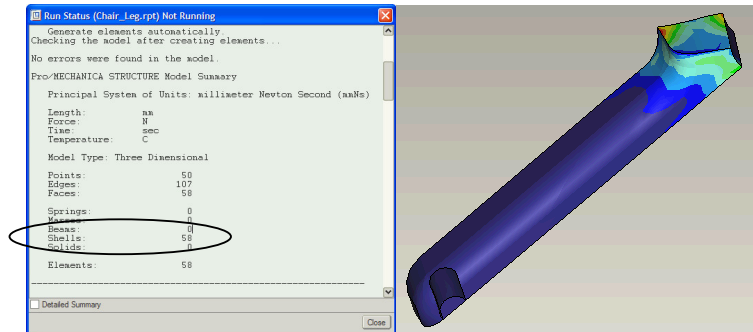 Run Status (Chair_Leg.rpt) Not Running
Generate elements automatically.
Checking the model after creating elements...
No errors were found in the model.
Pro/MECHANICA STRUCTURE Model Summary
Principal System of Units: millimeter Newton Second (mmNs)
Length: mm
Force: N
Time: sec
Temperature: C
Model Type: Three Dimensional
Points: 50
Edges: 107
Faces: 58
Springs: 0
Masses: 0
Beams: 0
Shells: 58
Solids: 0
Elements: 58
Detailed Summary
Close